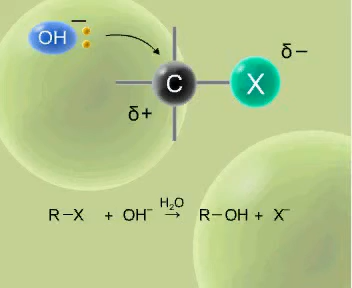 OH −
δ−
C
X
δ+
R−X + OH⁻ H₂O → R−OH + X⁻